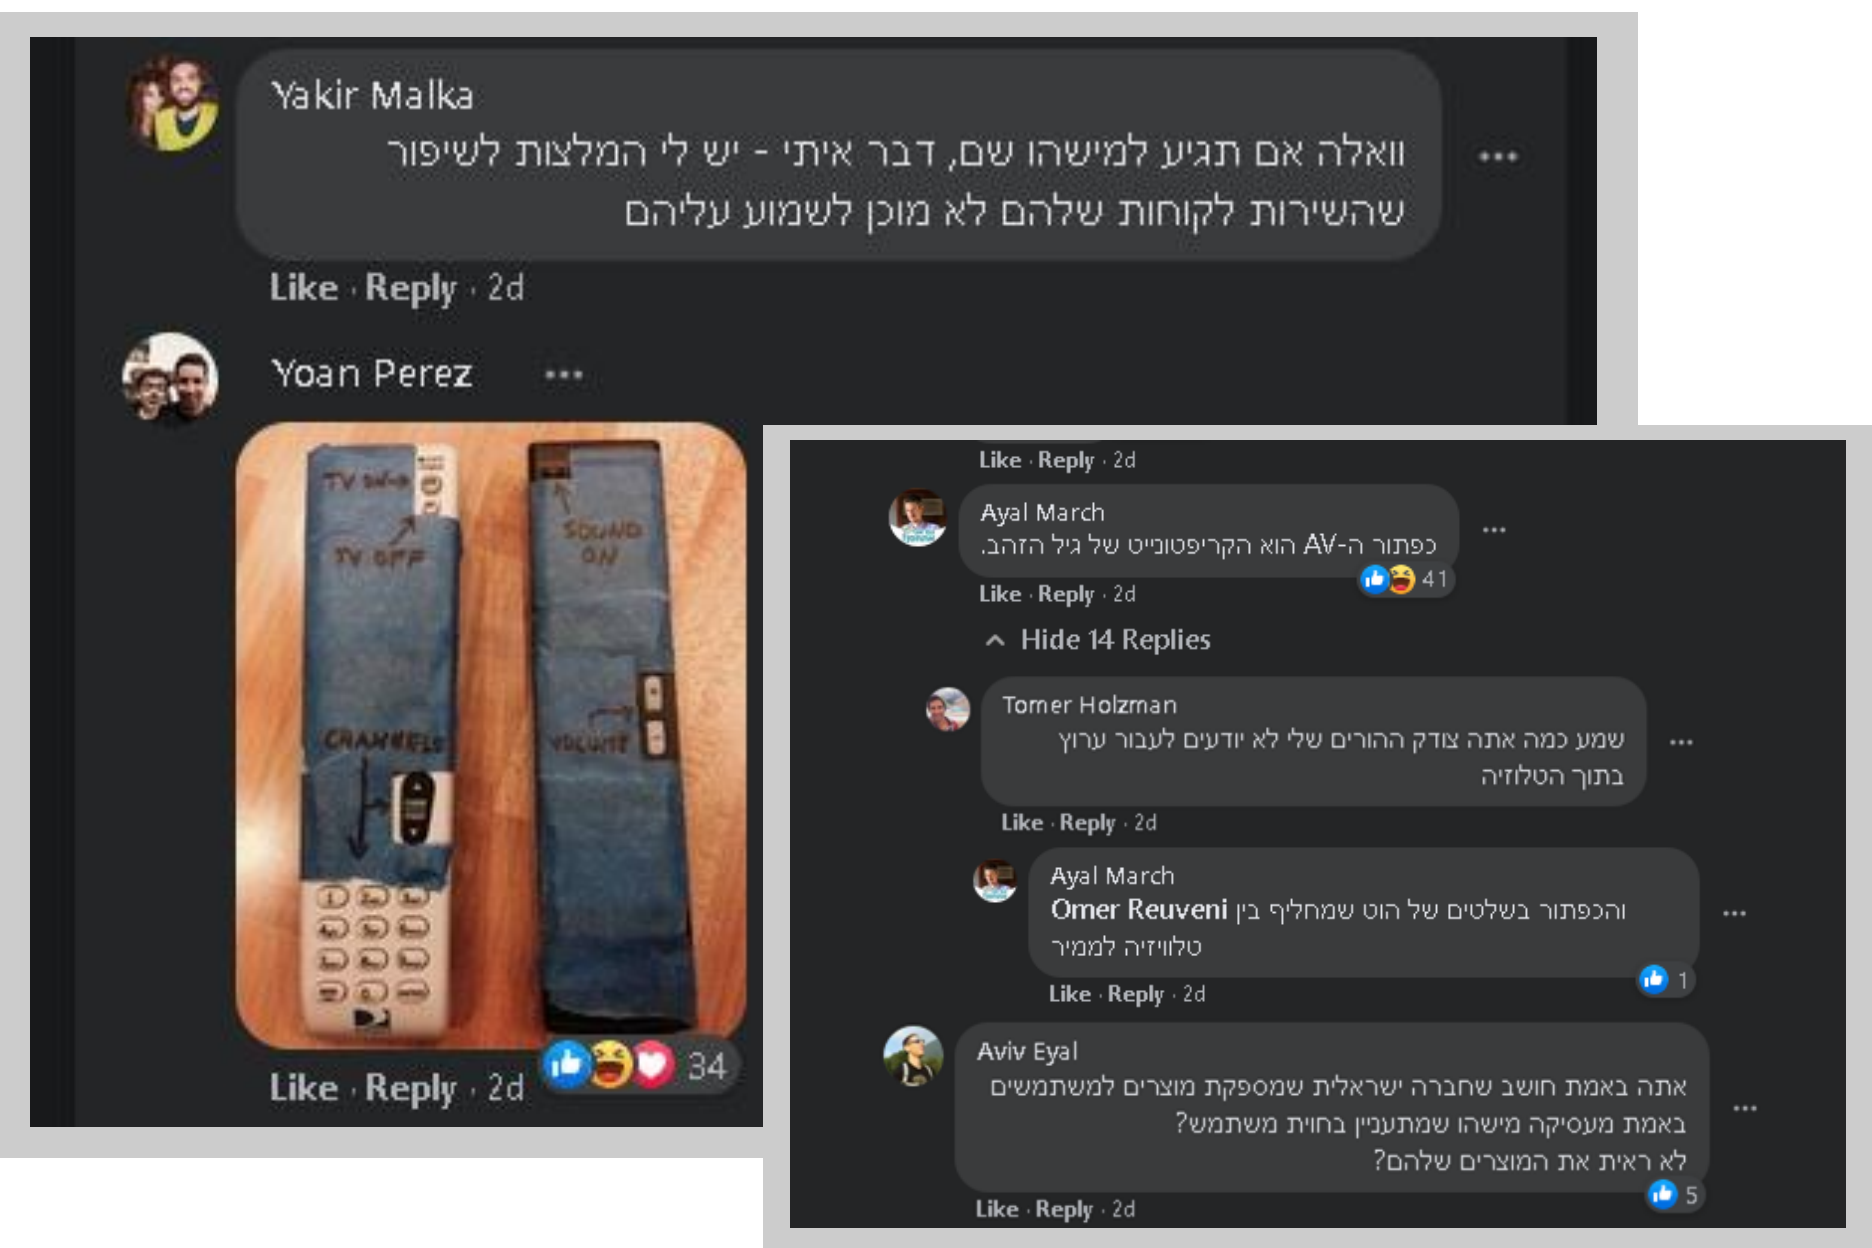 Yakir Malka
וואלה אם תגיע למישהו שם, דבר איתי - יש לי המלצות לשיפור
שהשירות לקוחות שלהם לא מוכן לשמוע עליהם
Like · Reply · 2d
Yoan Perez
TV ON
TV OFF
CHANNELS
SOUND
ON
VOLUME
34
Like · Reply · 2d
Like · Reply · 2d
Ayal March
כפתור ה-AV הוא הקריפטונייט של גיל הזהב.
41
Like · Reply · 2d
Hide 14 Replies
Tomer Holzman
שמע כמה אתה צודק ההורים שלי לא יודעים לעבור ערוץ
בתוך הטלוזיה
Like · Reply · 2d
Ayal March
Omer Reuveni והכפתור בשלטים של הוט שמחליף בין
טלוויזיה לממיר
1
Like · Reply · 2d
Aviv Eyal
אתה באמת חושב שחברה ישראלית שמספקת מוצרים למשתמשים
באמת מעסיקה מישהו שמתעניין בחוית משתמש?
לא ראית את המוצרים שלהם?
5
Like · Reply · 2d